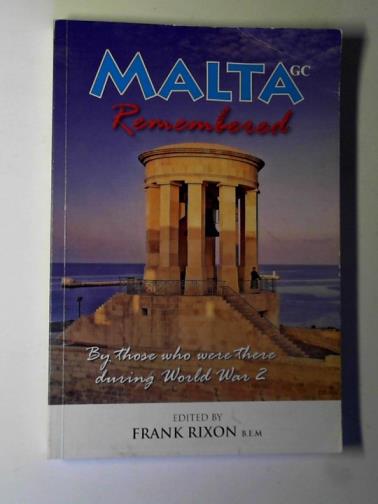 MALTA GC
Remembered
By those who were there
during World War 2
EDITED BY
FRANK RIXON B.E.M